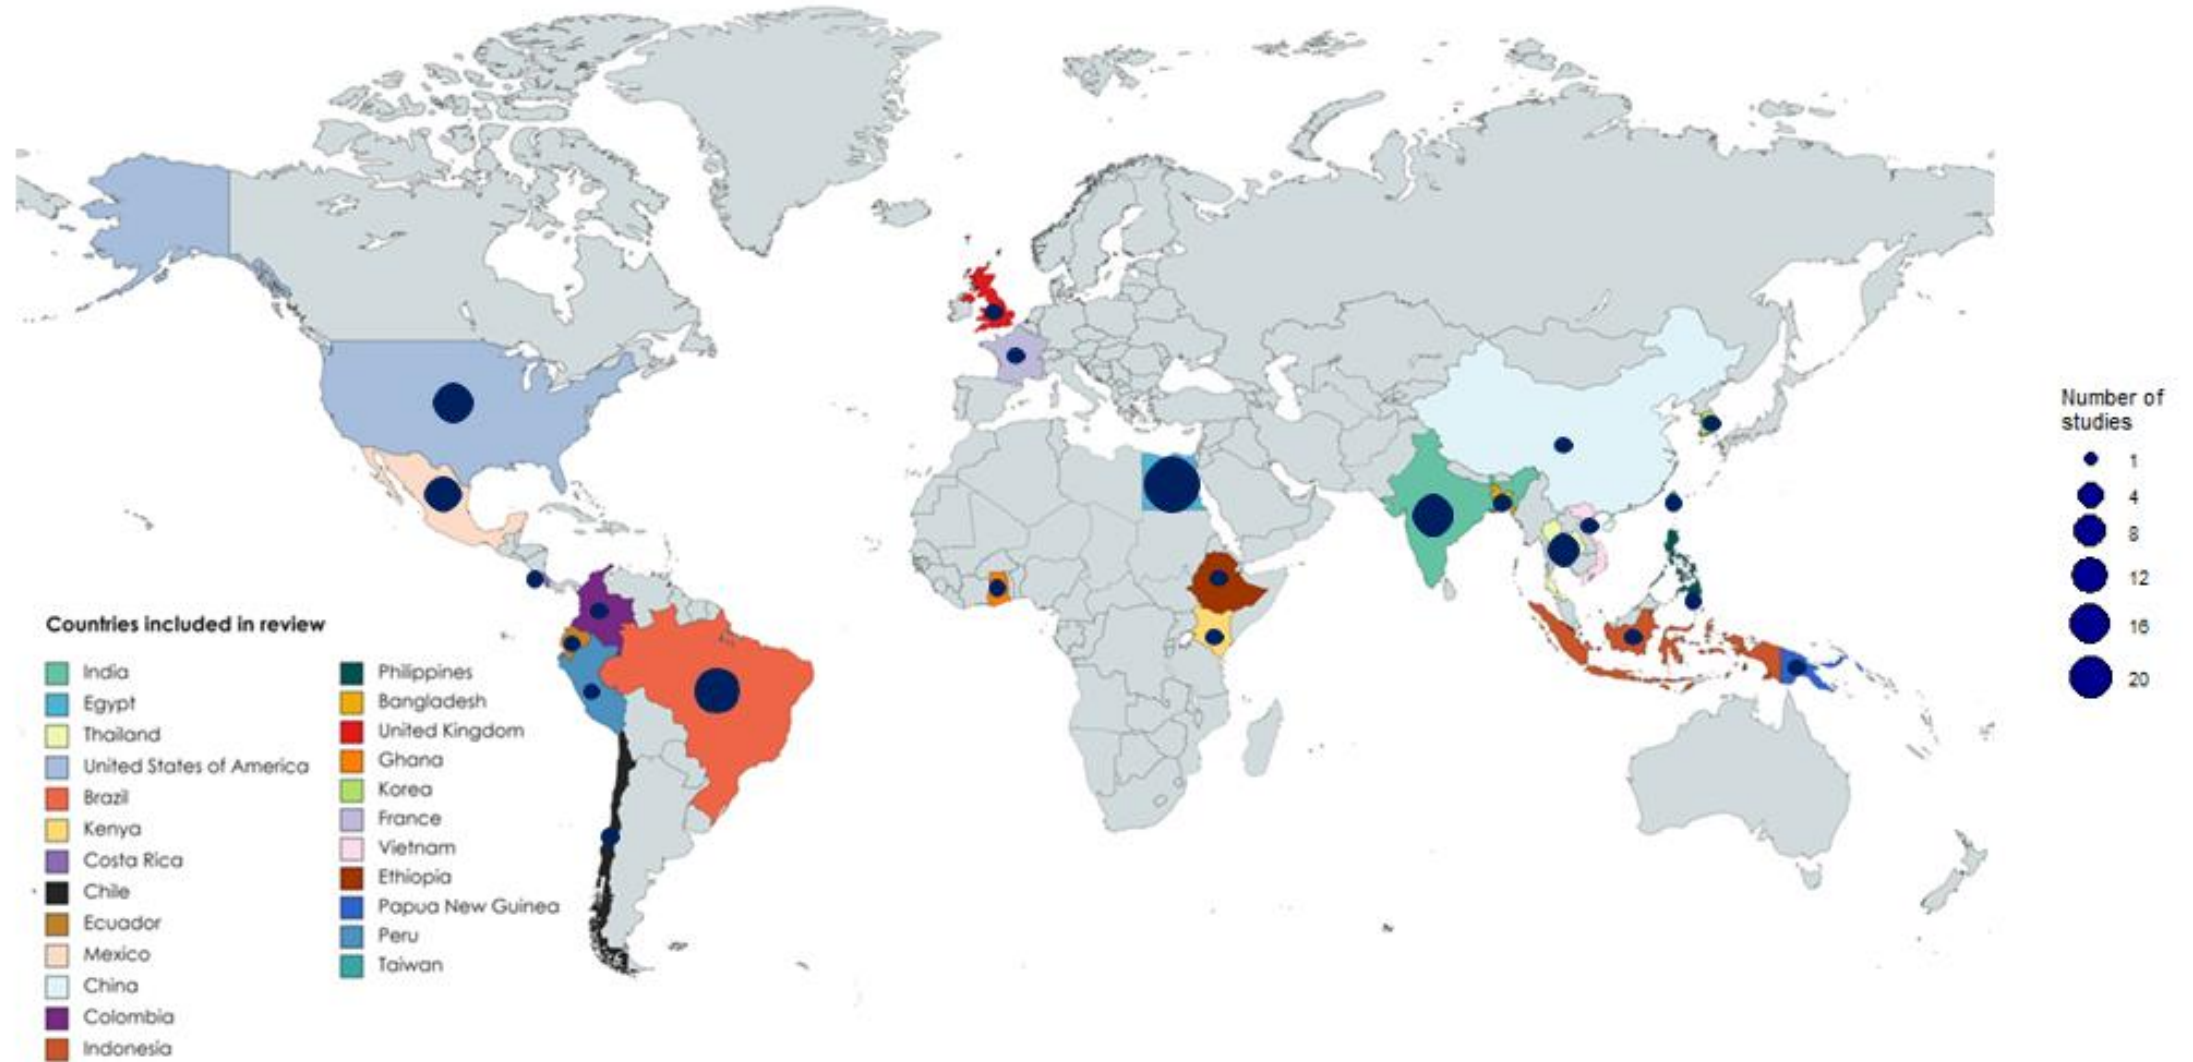 Number of
studies
1
4
8
12
16
20
Countries included in review
India
Egypt
Thailand
United States of America
Brazil
Kenya
Costa Rica
Chile
Ecuador
Mexico
China
Colombia
Indonesia
Philippines
Bangladesh
United Kingdom
Ghana
Korea
France
Vietnam
Ethiopia
Papua New Guinea
Peru
Taiwan